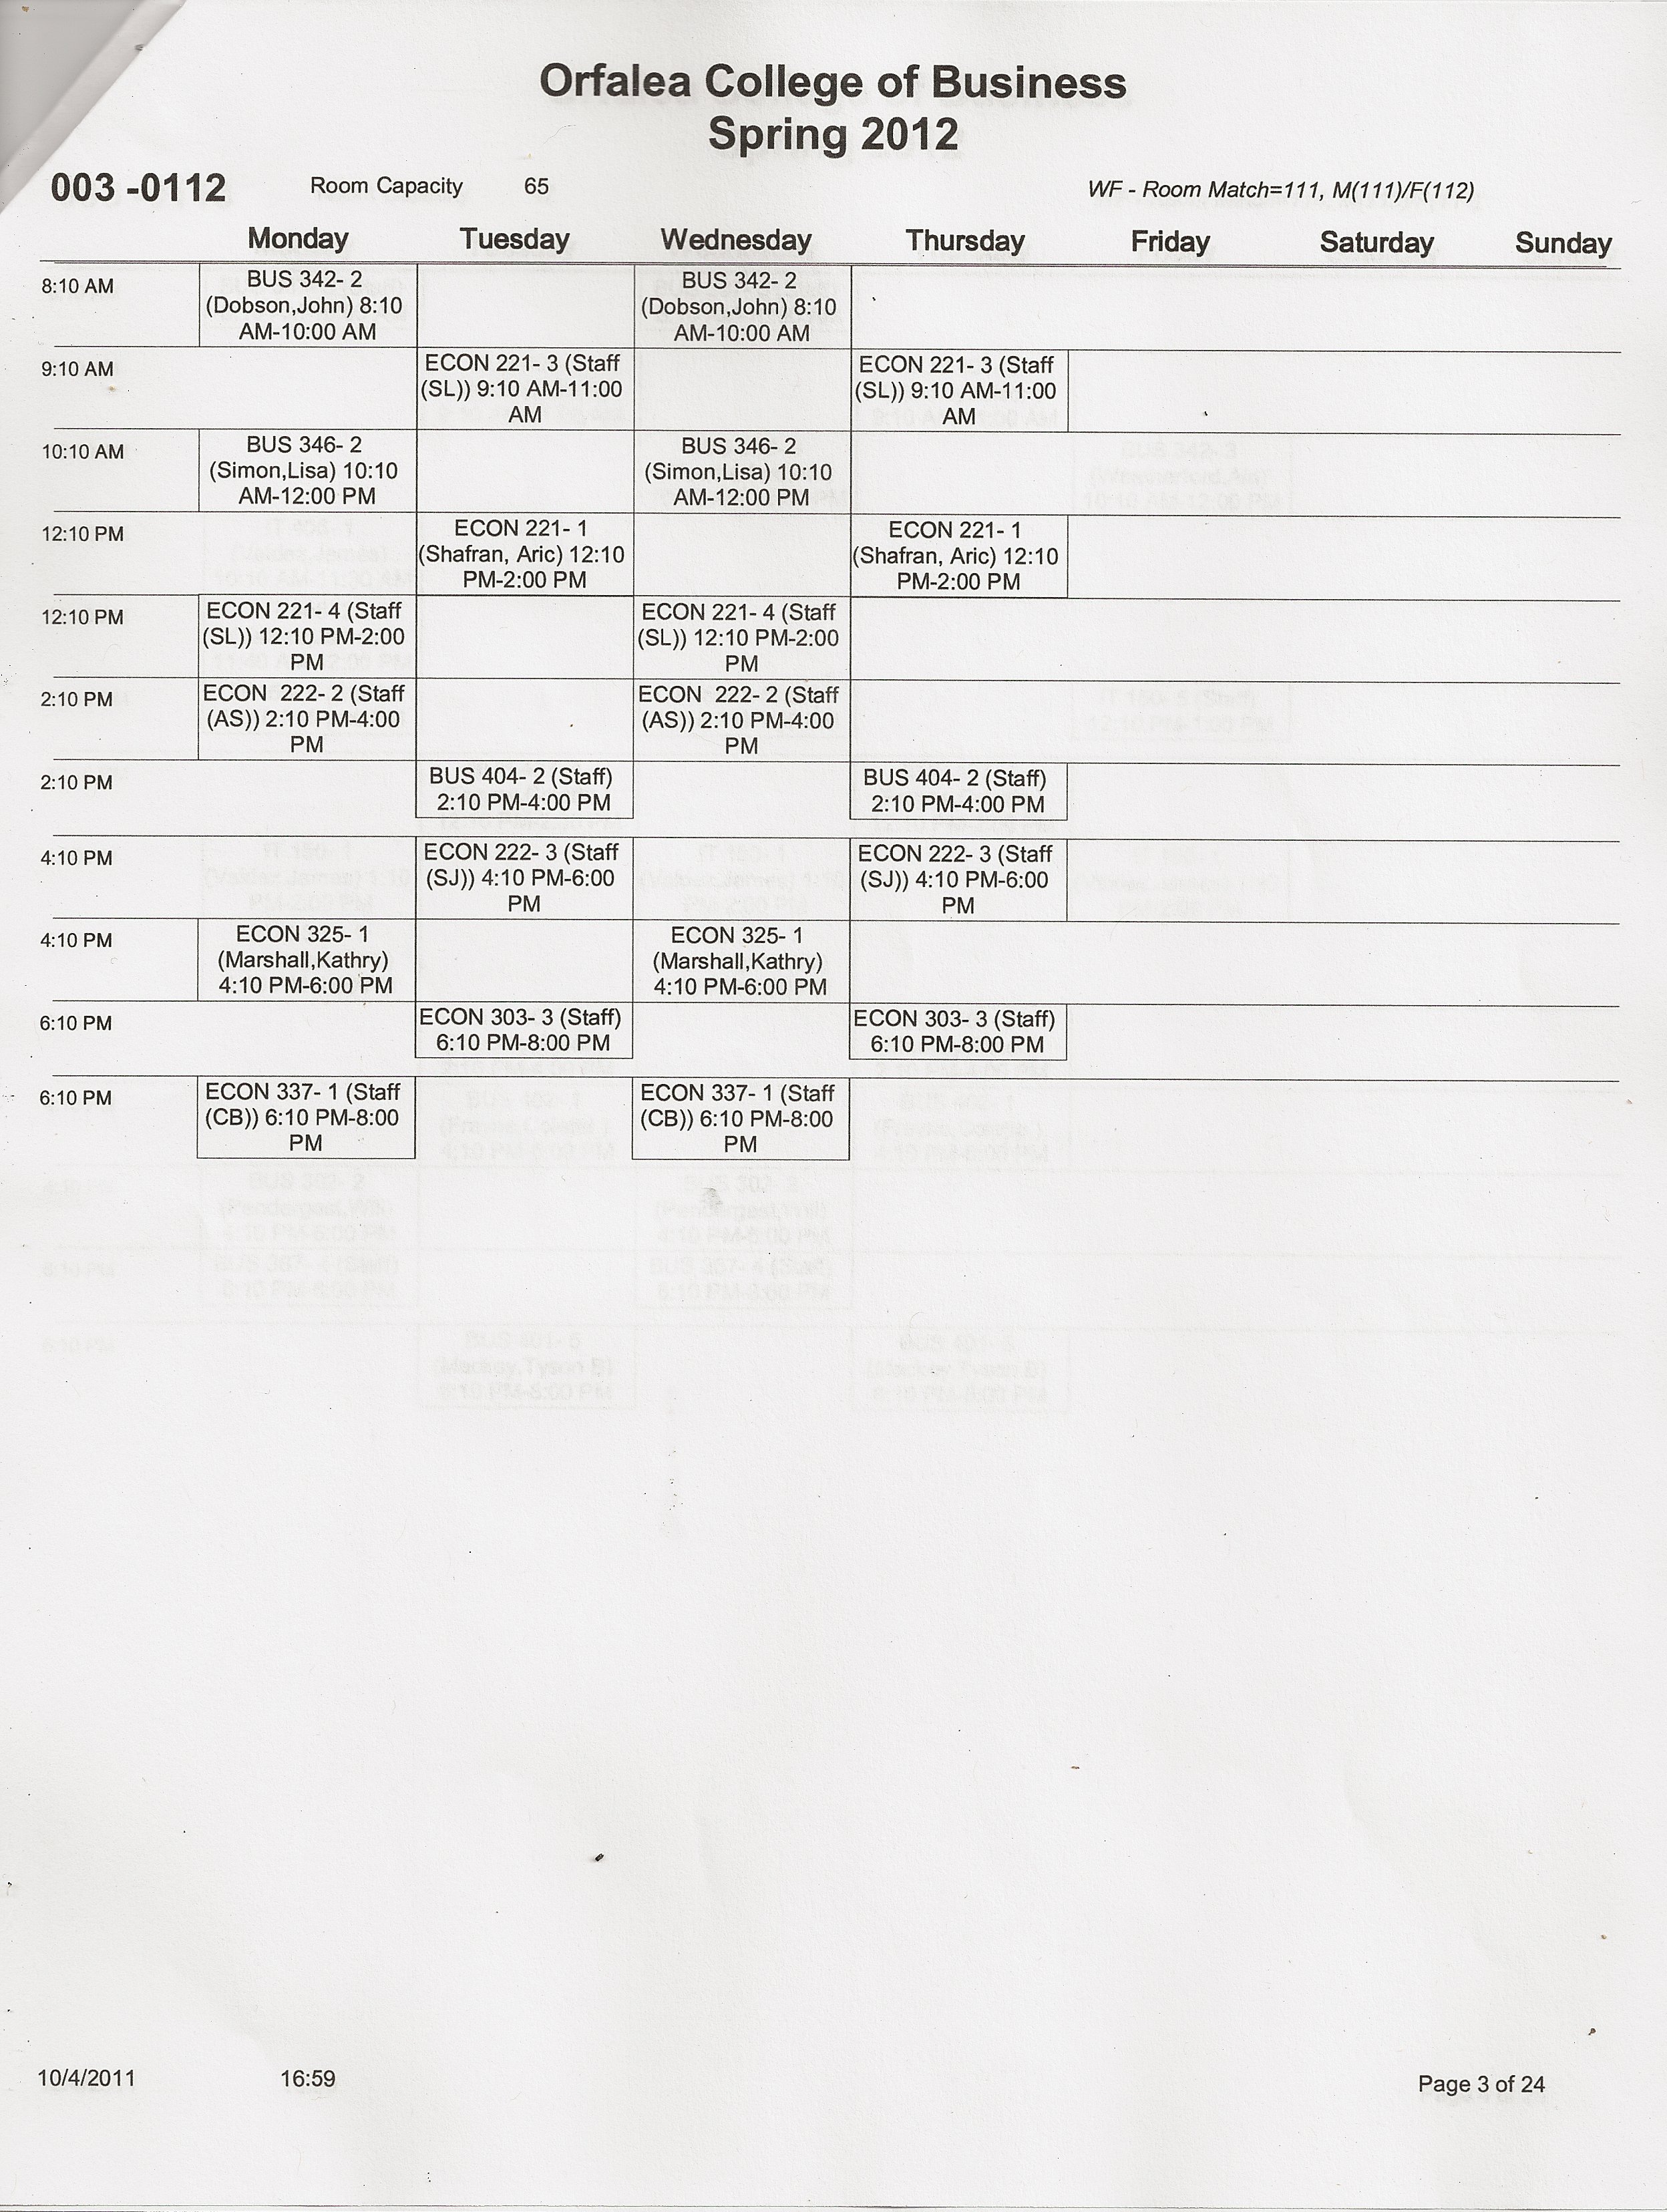 Orfalea College of Business
Spring 2012
003 -0112 Room Capacity 65 WF - Room Match=111, M(111)/F(112)
Monday Tuesday Wednesday Thursday Friday Saturday Sunday
8:10 AM
BUS 342- 2
(Dobson,John) 8:10
AM-10:00 AM
BUS 342- 2
(Dobson,John) 8:10
AM-10:00 AM
9:10 AM
ECON 221- 3 (Staff
(SL)) 9:10 AM-11:00
AM
ECON 221- 3 (Staff
(SL)) 9:10 AM-11:00
AM
10:10 AM
BUS 346- 2
(Simon,Lisa) 10:10
AM-12:00 PM
BUS 346- 2
(Simon,Lisa) 10:10
AM-12:00 PM
12:10 PM
ECON 221- 1
(Shafran, Aric) 12:10
PM-2:00 PM
ECON 221- 1
(Shafran, Aric) 12:10
PM-2:00 PM
12:10 PM
ECON 221- 4 (Staff
(SL)) 12:10 PM-2:00
PM
ECON 221- 4 (Staff
(SL)) 12:10 PM-2:00
PM
2:10 PM
ECON 222- 2 (Staff
(AS)) 2:10 PM-4:00
PM
ECON 222- 2 (Staff
(AS)) 2:10 PM-4:00
PM
2:10 PM
BUS 404- 2 (Staff)
2:10 PM-4:00 PM
BUS 404- 2 (Staff)
2:10 PM-4:00 PM
4:10 PM
ECON 222- 3 (Staff
(SJ)) 4:10 PM-6:00
PM
ECON 222- 3 (Staff
(SJ)) 4:10 PM-6:00
PM
4:10 PM
ECON 325- 1
(Marshall,Kathry)
4:10 PM-6:00 PM
ECON 325- 1
(Marshall,Kathry)
4:10 PM-6:00 PM
6:10 PM
ECON 303- 3 (Staff)
6:10 PM-8:00 PM
ECON 303- 3 (Staff)
6:10 PM-8:00 PM
6:10 PM
ECON 337- 1 (Staff
(CB)) 6:10 PM-8:00
PM
ECON 337- 1 (Staff
(CB)) 6:10 PM-8:00
PM
10/4/2011 16:59 Page 3 of 24